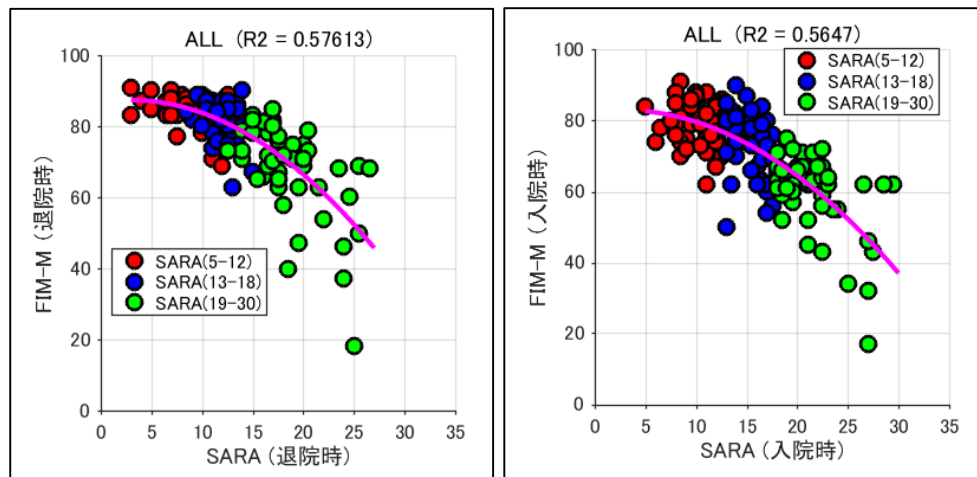 ALL (R2 = 0.57613)
100
80
60
40
20
0
FIM-M (退院時)
SARA(5-12)
SARA(13-18)
SARA(19-30)
0 5 10 15 20 25 30 35
SARA (退院時)
ALL (R2 = 0.5647)
100
80
60
40
20
0
FIM-M (入院時)
SARA(5-12)
SARA(13-18)
SARA(19-30)
0 5 10 15 20 25 30 35
SARA (入院時)